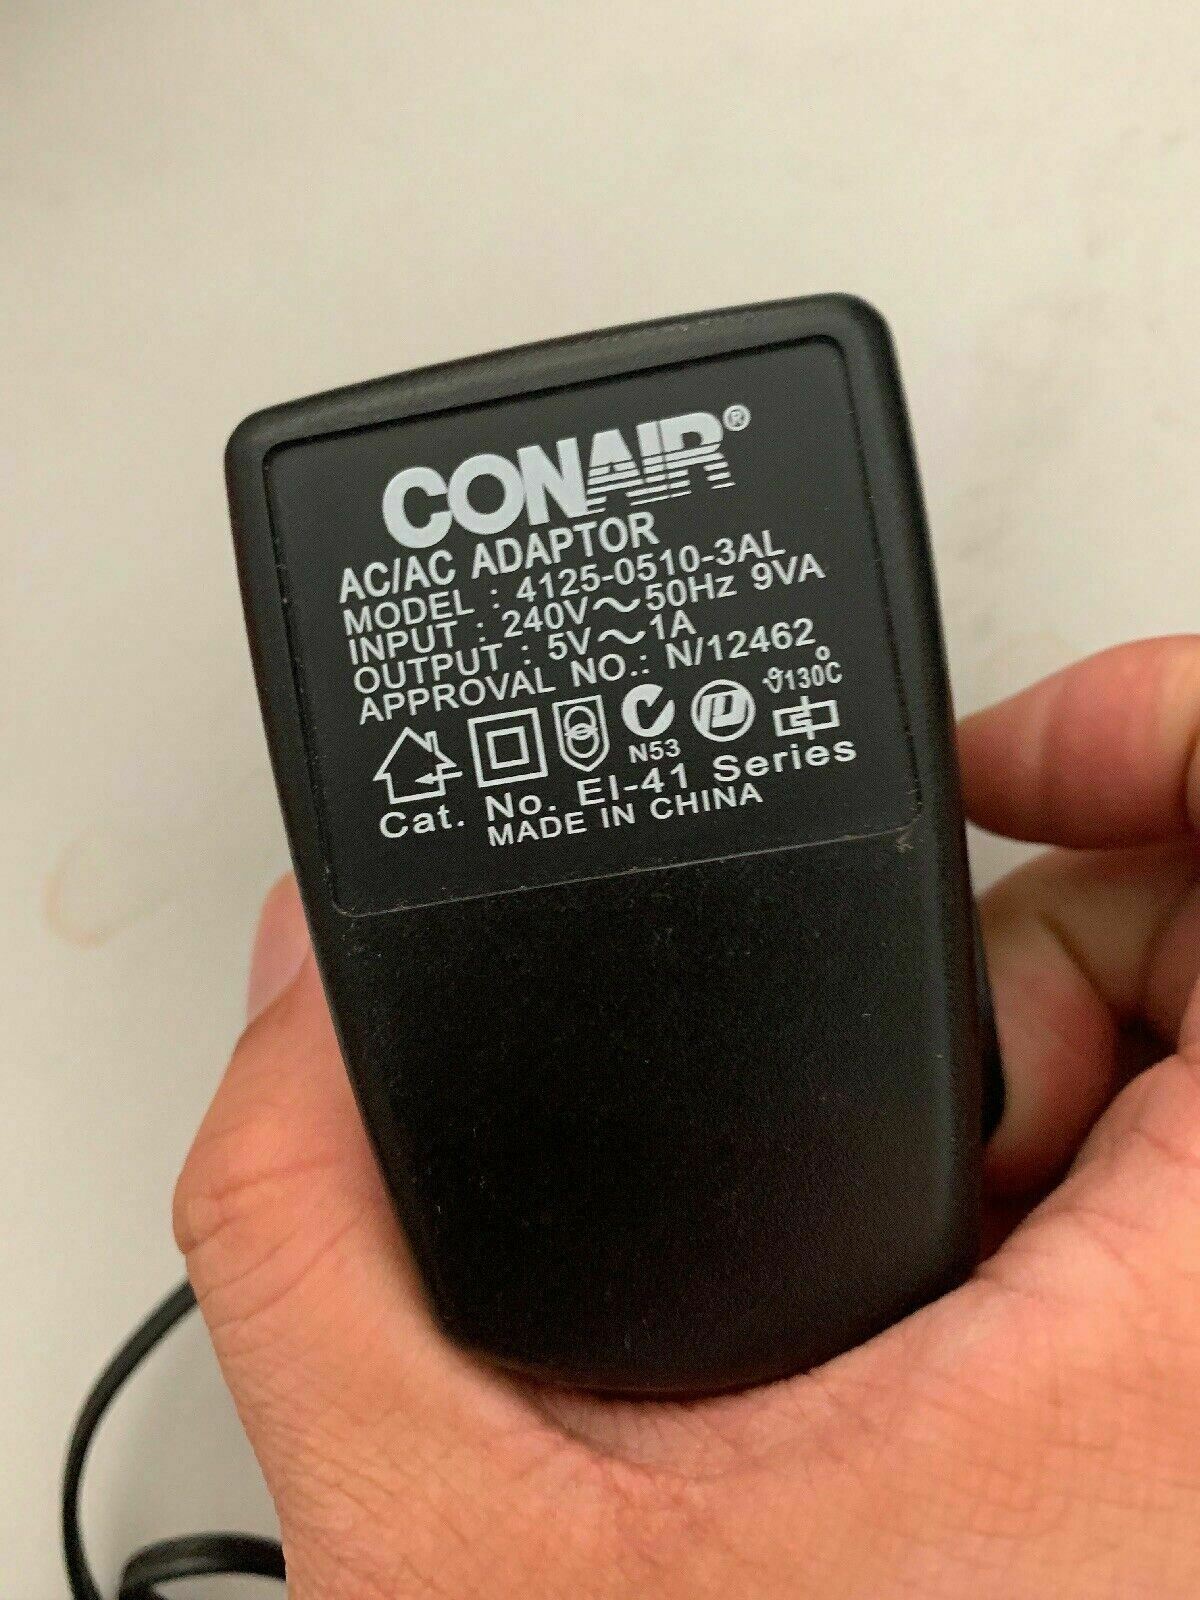 CONAIR®
AC/AC ADAPTOR
MODEL : 4125-0510-3AL
INPUT : 240V～50Hz 9VA
OUTPUT : 5V～1A
APPROVAL NO.: N/12462
N53
ϑ130°C
Cat. No. EI-41 Series
MADE IN CHINA